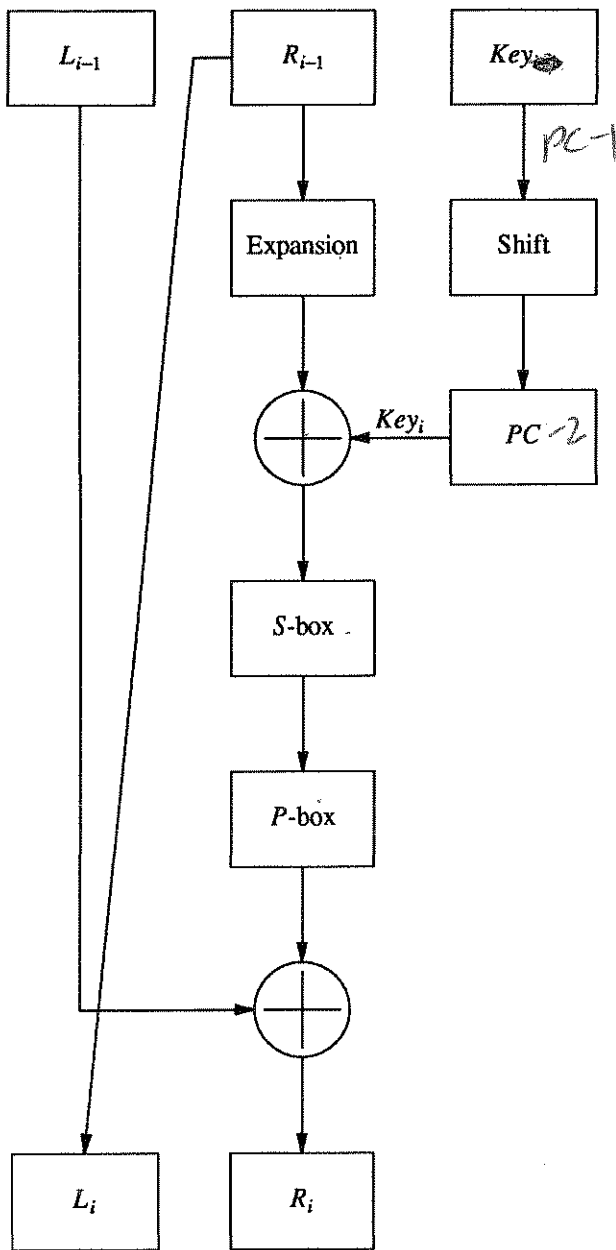 L_{i-1} R_{i-1} Key
PC-1
Expansion Shift
Key_i PC-2
S-box
P-box
L_i R_i